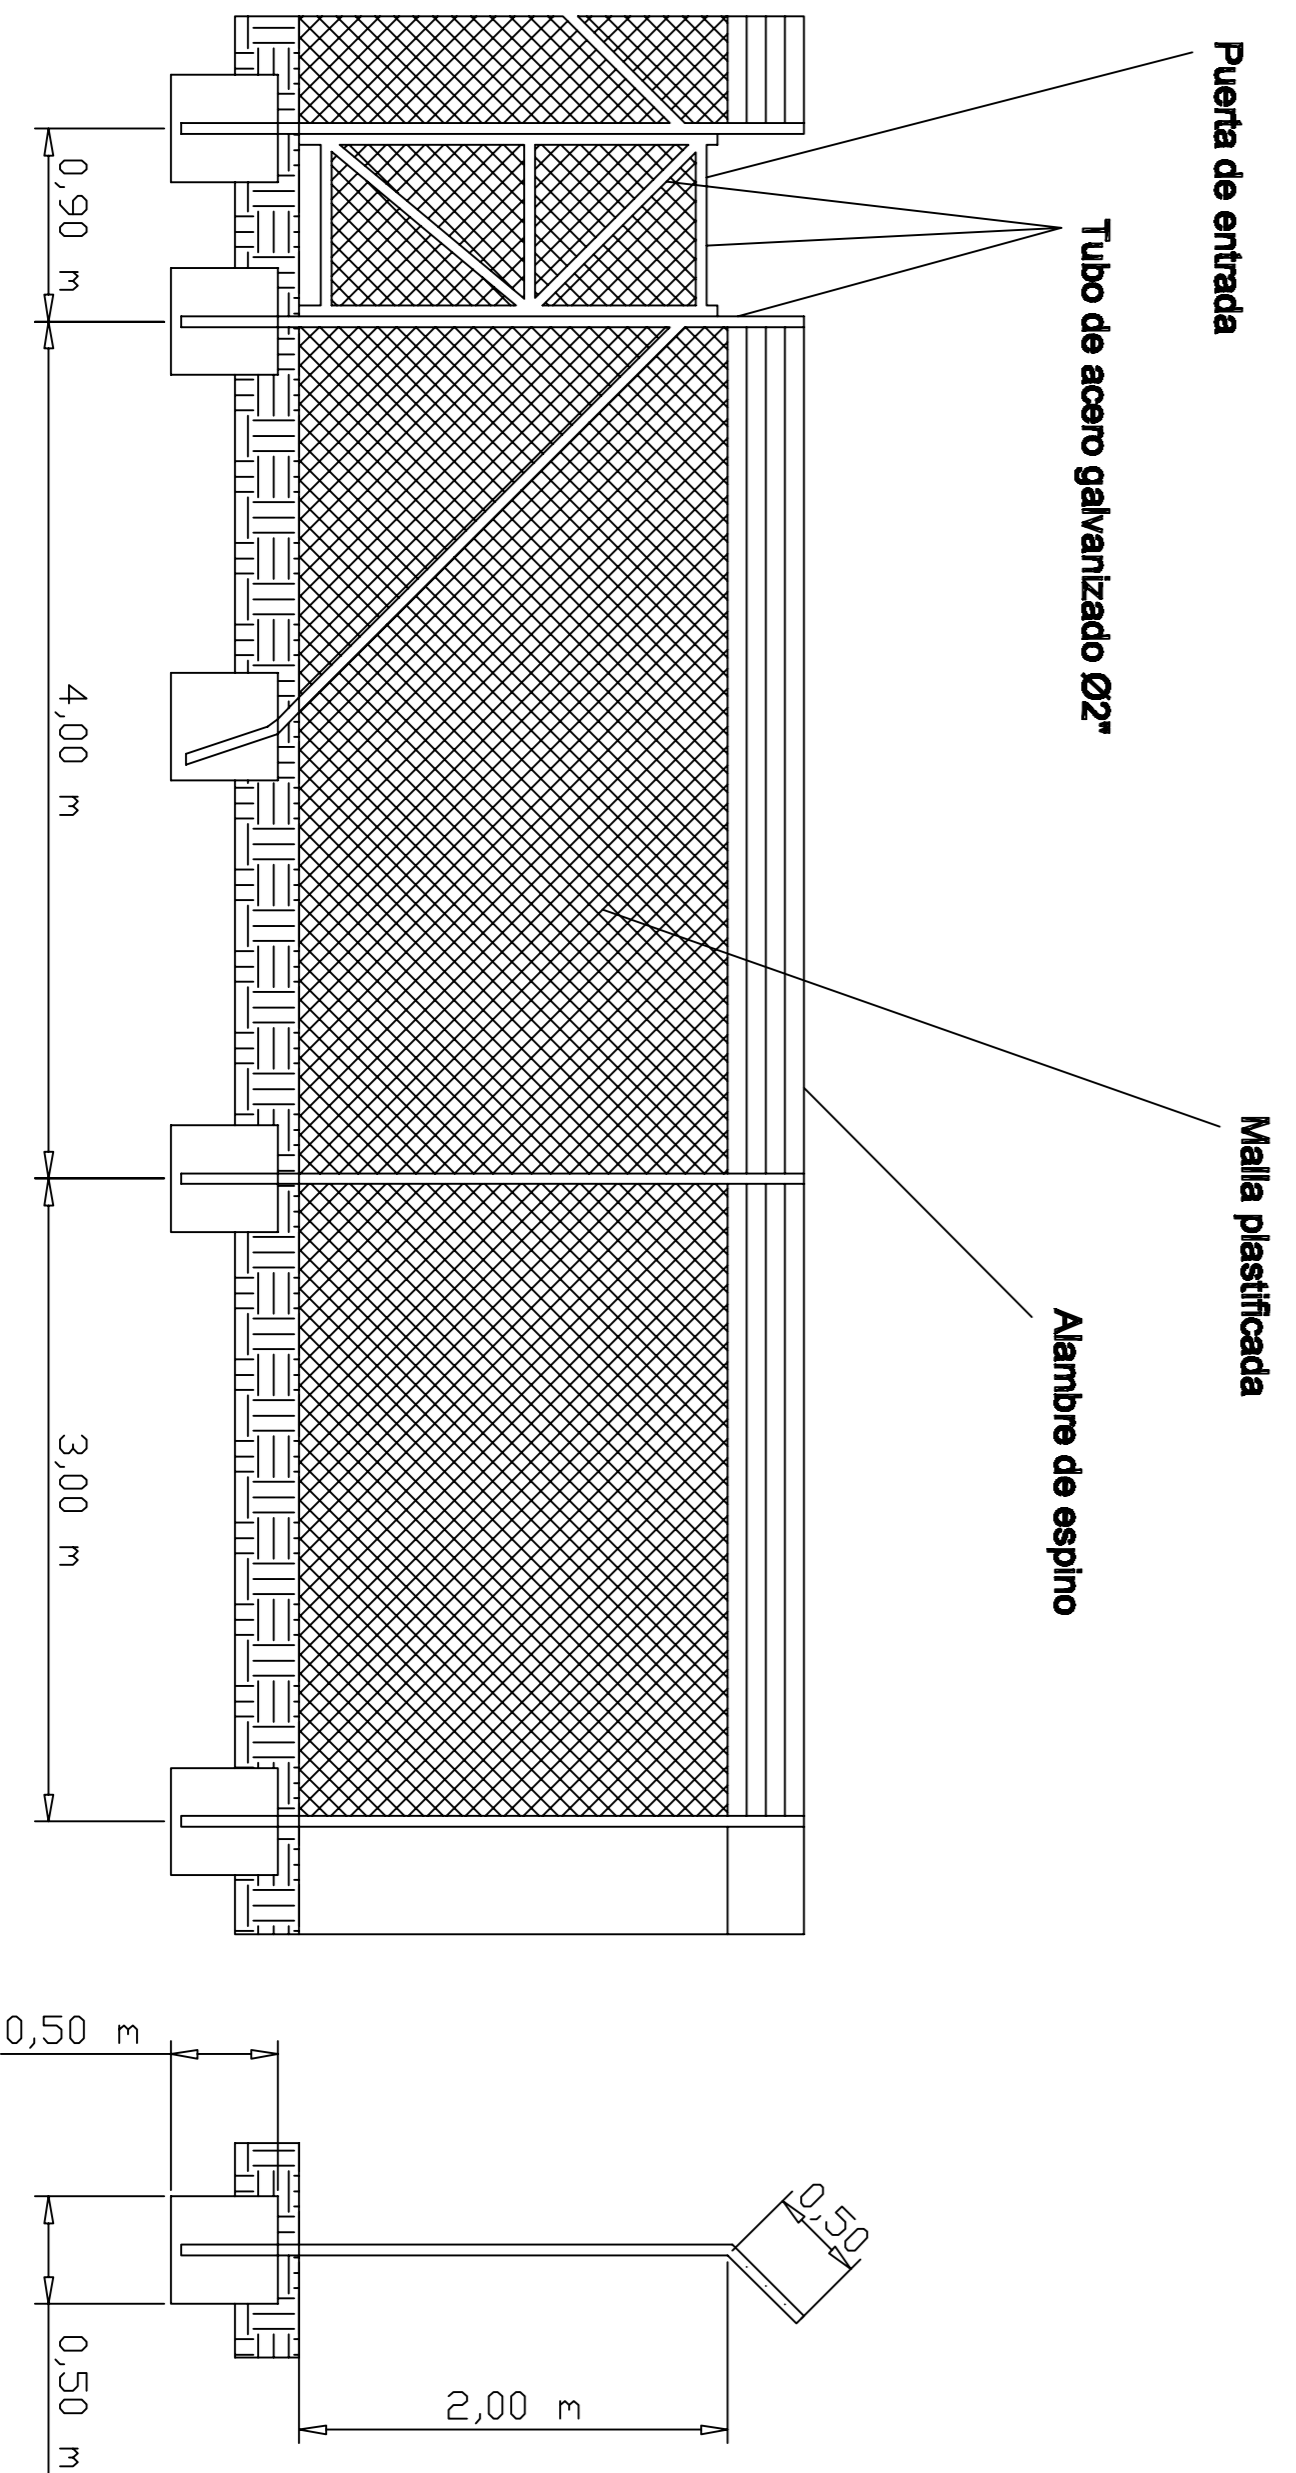 Puerta de entrada
Tubo de acero galvanizado Ø2"
Malla plastificada
Alambre de espino
0,90 m
4,00 m
3,00 m
0,50 m
0,50
2,00 m
0,50 m